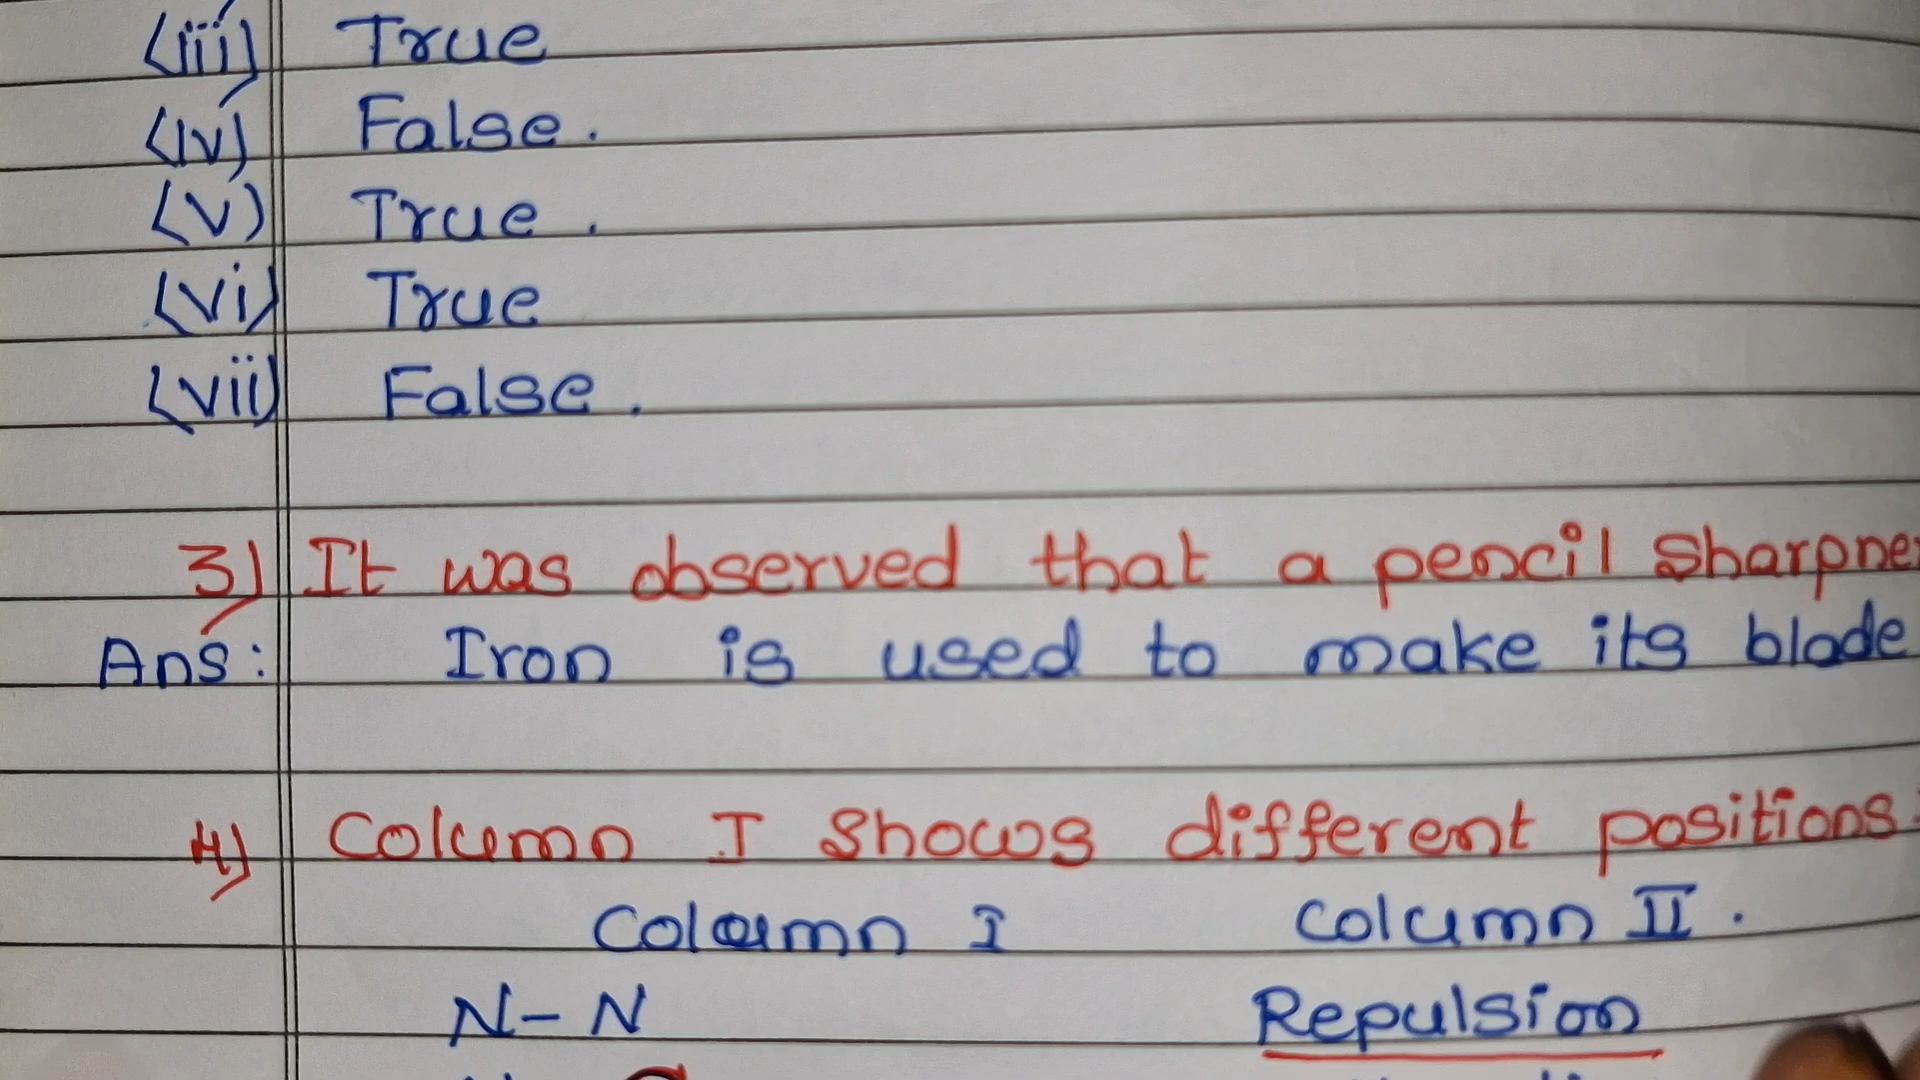 (iii) True
(iv) False.
(v) True.
(vi) True
(vii) False.
3) It was observed that a pencil sharpner
Ans: Iron is used to make its blade
4) Column I shows different positions
Column I Column II.
N-N Repulsion